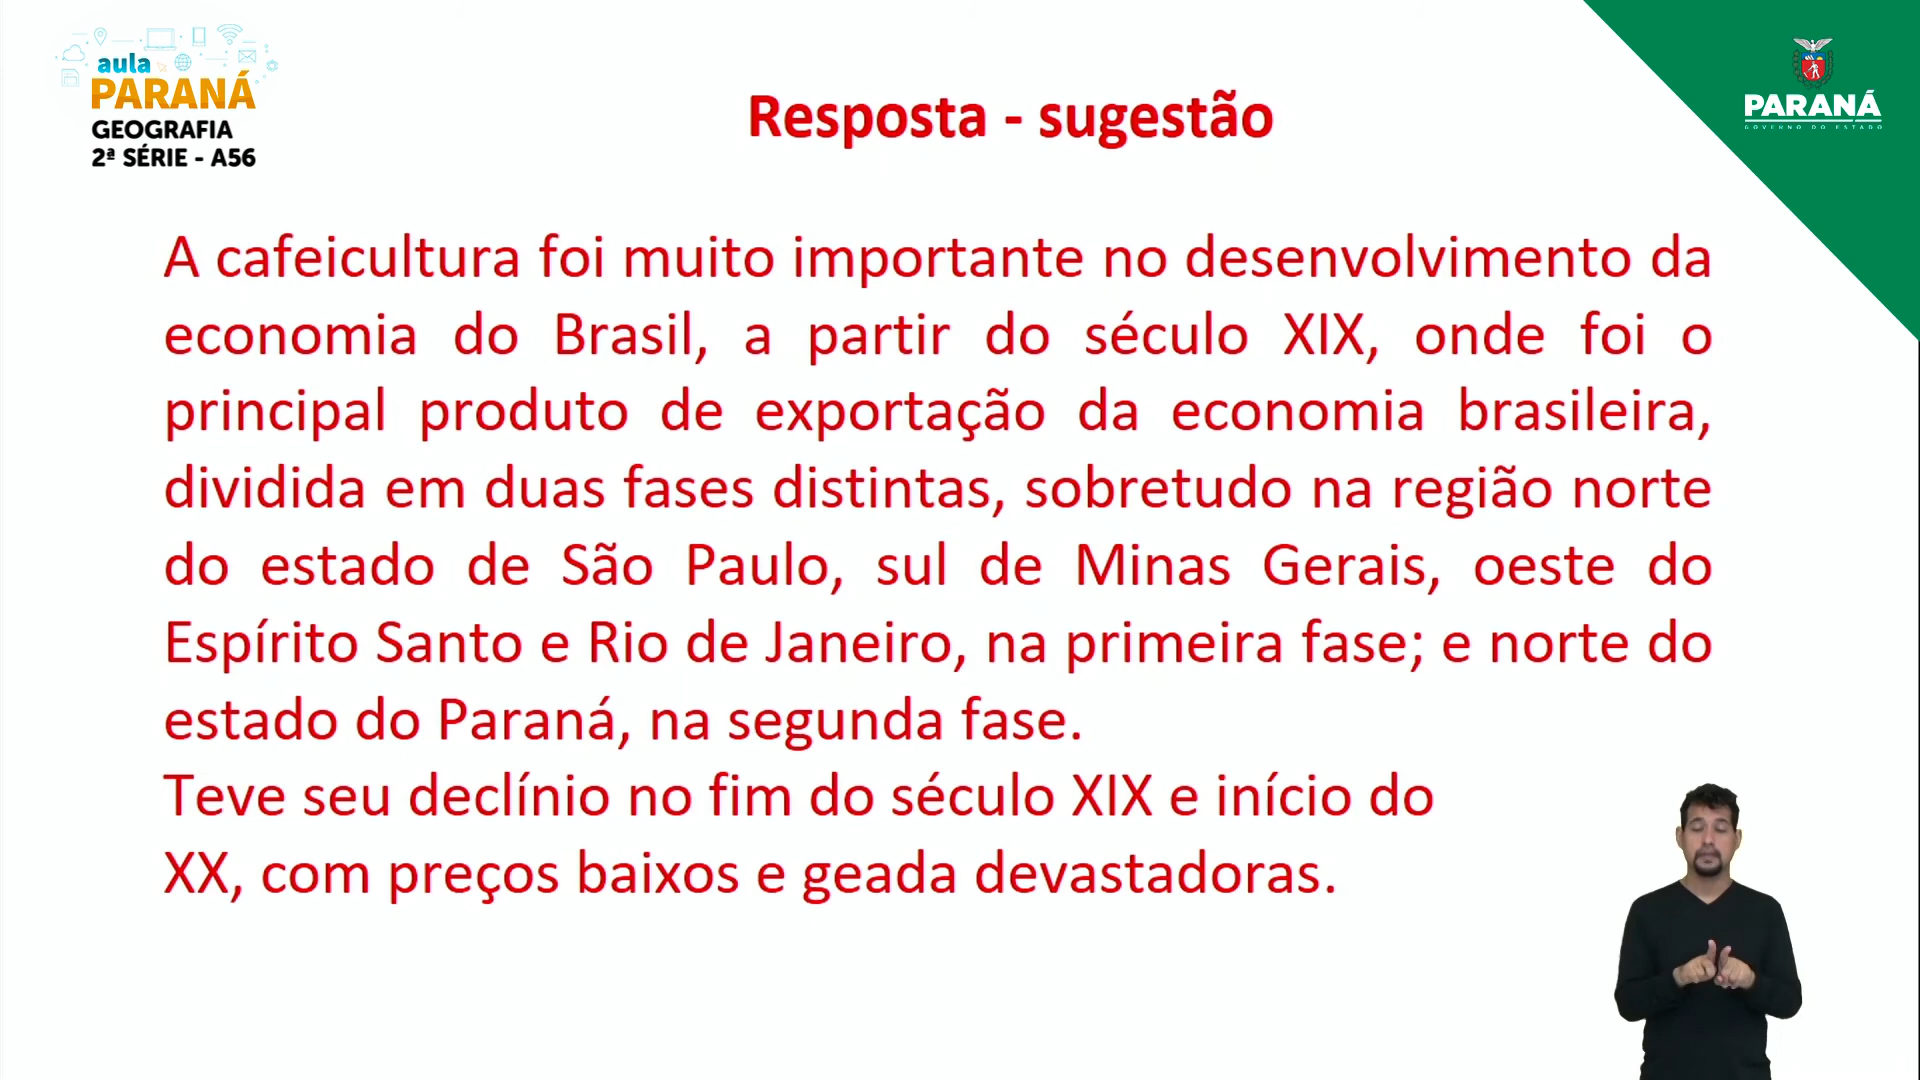 aula
PARANÁ
GEOGRAFIA
2ª SÉRIE - A56
PARANÁ
GOVERNO DO ESTADO
Resposta - sugestão
A cafeicultura foi muito importante no desenvolvimento da
economia do Brasil, a partir do século XIX, onde foi o
principal produto de exportação da economia brasileira,
dividida em duas fases distintas, sobretudo na região norte
do estado de São Paulo, sul de Minas Gerais, oeste do
Espírito Santo e Rio de Janeiro, na primeira fase; e norte do
estado do Paraná, na segunda fase.
Teve seu declínio no fim do século XIX e início do
XX, com preços baixos e geada devastadoras.